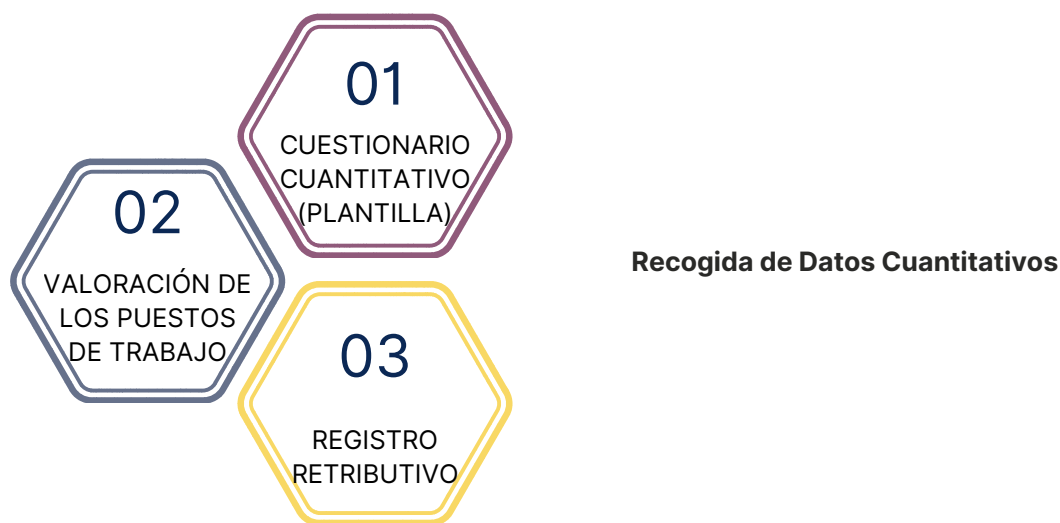 01
CUESTIONARIO
CUANTITATIVO
(PLANTILLA)
02
VALORACIÓN DE
LOS PUESTOS
DE TRABAJO
03
REGISTRO
RETRIBUTIVO
Recogida de Datos Cuantitativos